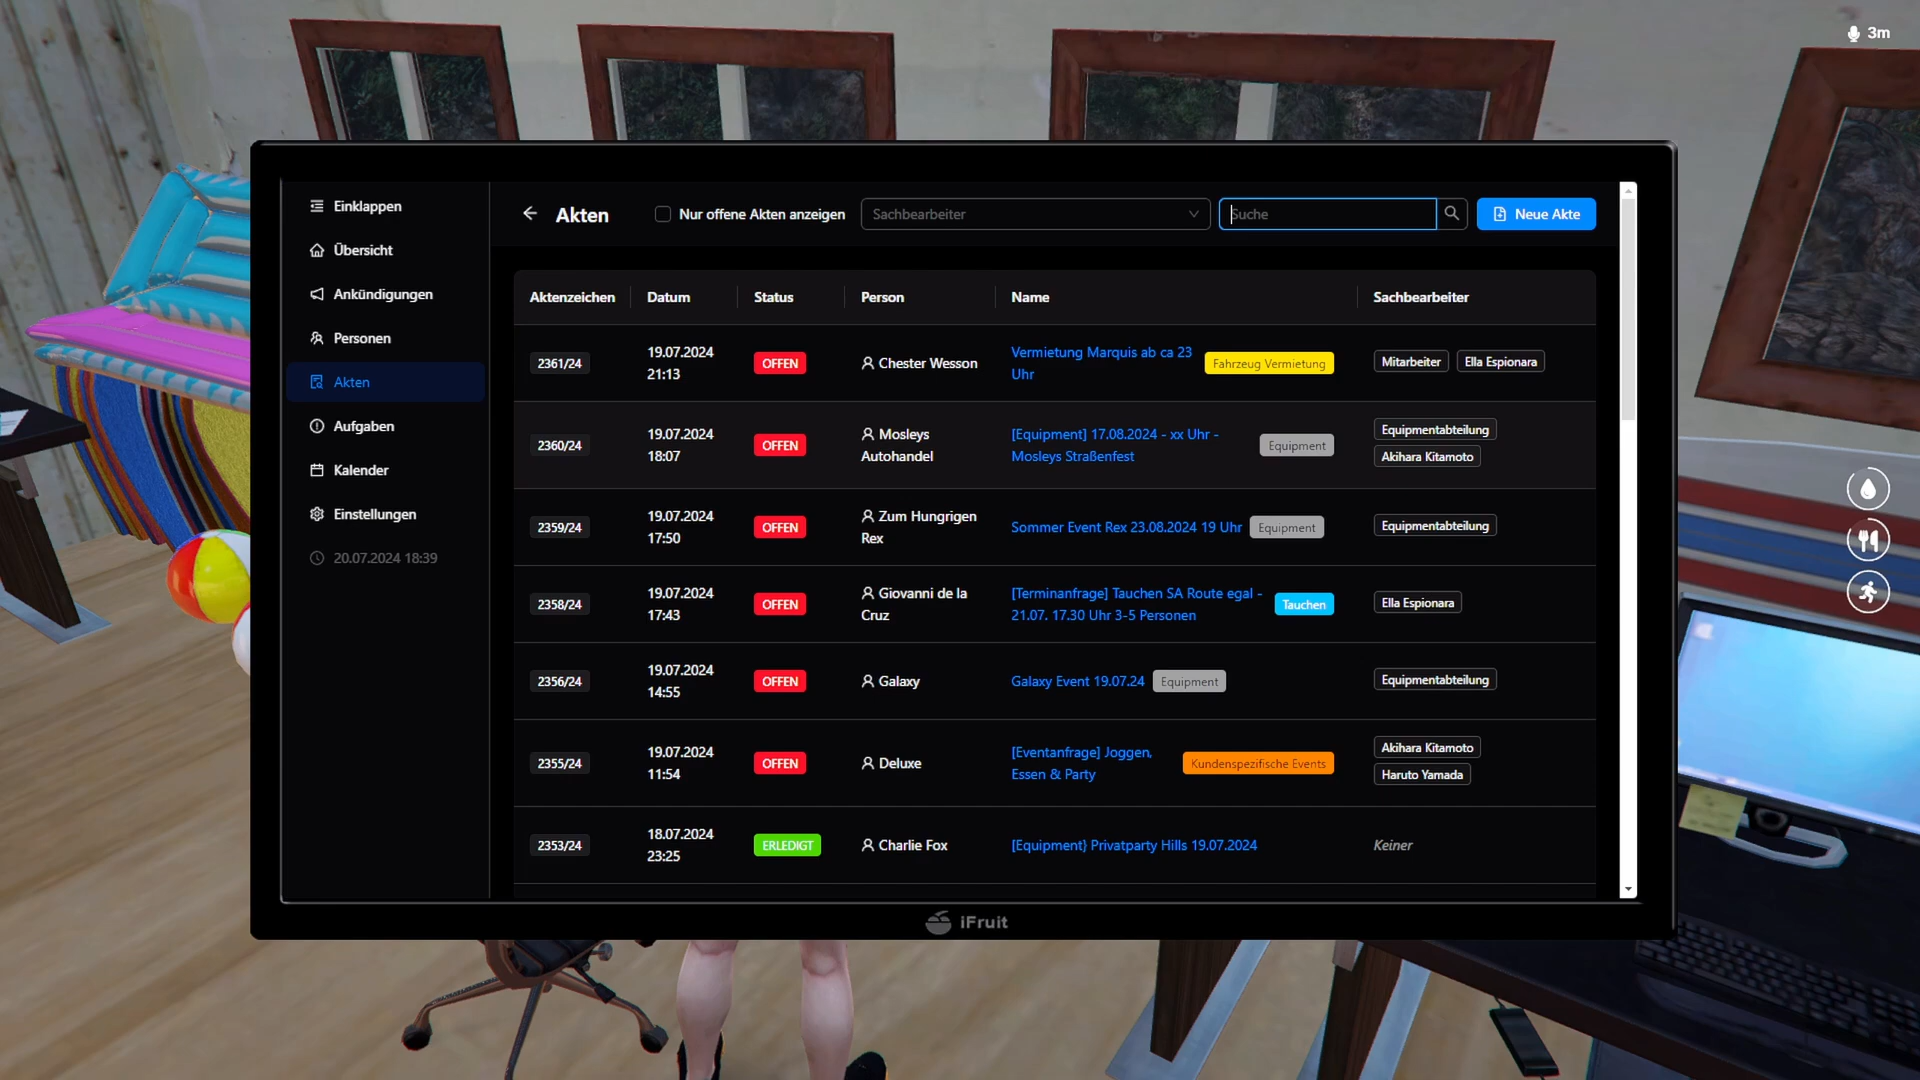 3m
Einklappen
Übersicht
Ankündigungen
Personen
Akten
Aufgaben
Kalender
Einstellungen
20.07.2024 18:39
Akten
Nur offene Akten anzeigen
Sachbearbeiter
Suche
Neue Akte
Aktenzeichen Datum Status Person Name Sachbearbeiter
2361/24
19.07.2024
21:13
OFFEN
Chester Wesson
Vermietung Marquis ab ca 23
Uhr
Fahrzeug Vermietung
Mitarbeiter Ella Espionara
2360/24
19.07.2024
18:07
OFFEN
Mosleys
Autohandel
[Equipment] 17.08.2024 - xx Uhr -
Mosleys Straßenfest
Equipment
Equipmentabteilung
Akihara Kitamoto
2359/24
19.07.2024
17:50
OFFEN
Zum Hungrigen
Rex
Sommer Event Rex 23.08.2024 19 Uhr
Equipment
Equipmentabteilung
2358/24
19.07.2024
17:43
OFFEN
Giovanni de la
Cruz
[Terminanfrage] Tauchen SA Route egal -
21.07. 17.30 Uhr 3-5 Personen
Tauchen
Ella Espionara
2356/24
19.07.2024
14:55
OFFEN
Galaxy
Galaxy Event 19.07.24
Equipment
Equipmentabteilung
2355/24
19.07.2024
11:54
OFFEN
Deluxe
[Eventanfrage] Joggen,
Essen & Party
Kundenspezifische Events
Akihara Kitamoto
Haruto Yamada
2353/24
18.07.2024
23:25
ERLEDIGT
Charlie Fox
[Equipment) Privatparty Hills 19.07.2024
Keiner
iFruit